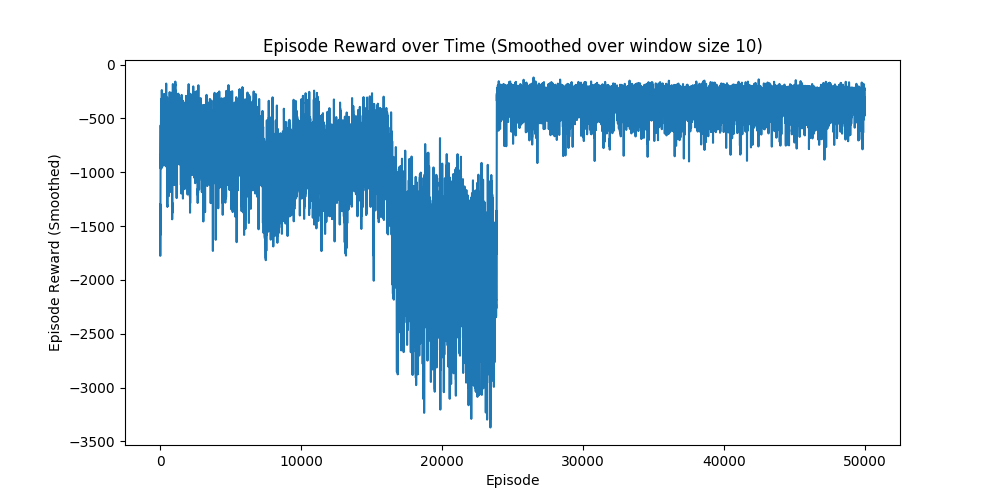 Episode Reward over Time (Smoothed over window size 10)
0
−500
−1000
−1500
−2000
−2500
−3000
−3500
Episode Reward (Smoothed)
0 10000 20000 30000 40000 50000
Episode